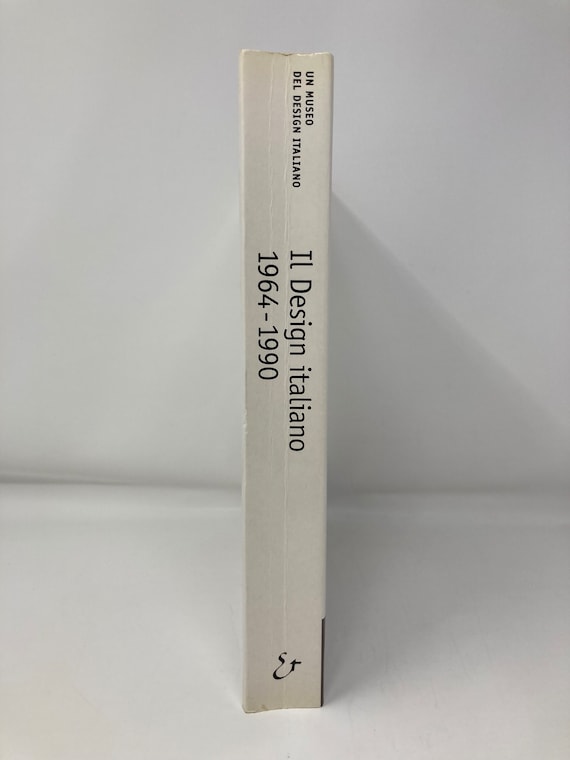 UN MUSEO
DEL DESIGN ITALIANO
Il Design italiano
1964-1990